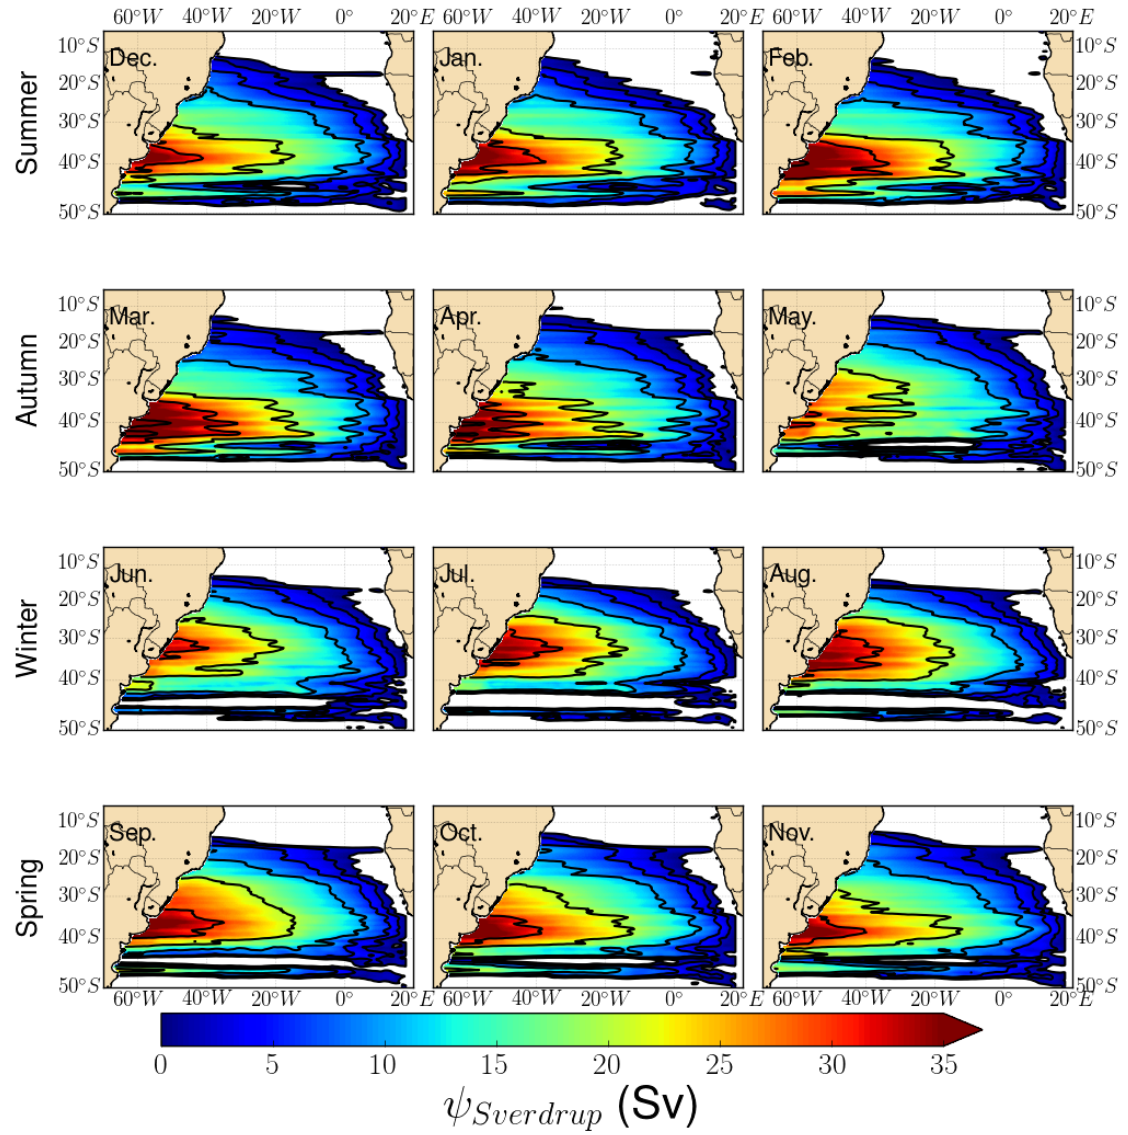 60°W 40°W 20°W 0° 20°E 60°W 40°W 20°W 0° 20°E 60°W 40°W 20°W 0° 20°E
Summer
10°S 20°S 30°S 40°S 50°S
Dec.
Jan.
Feb.
10°S 20°S 30°S 40°S 50°S
Autumn
10°S 20°S 30°S 40°S 50°S
Mar.
Apr.
May.
10°S 20°S 30°S 40°S 50°S
Winter
10°S 20°S 30°S 40°S 50°S
Jun.
Jul.
Aug.
10°S 20°S 30°S 40°S 50°S
Spring
10°S 20°S 30°S 40°S 50°S
Sep.
Oct.
Nov.
10°S 20°S 30°S 40°S 50°S
60°W 40°W 20°W 0° 20°E 60°W 40°W 20°W 0° 20°E 60°W 40°W 20°W 0° 20°E
0 5 10 15 20 25 30 35
ψSverdrup (Sv)